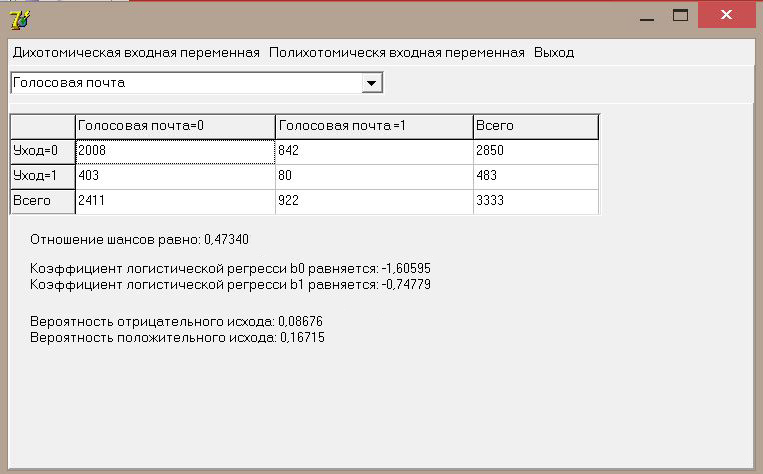 Дихотомическая входная переменная Полихотомическя входная переменная Выход
Голосовая почта
Голосовая почта=0 Голосовая почта =1 Всего
Уход=0 2008 842 2850
Уход=1 403 80 483
Всего 2411 922 3333
Отношение шансов равно: 0,47340
Коэффициент логистической регресси b0 равняется: -1,60595
Коэффициент логистической регресси b1 равняется: -0,74779
Вероятность отрицательного исхода: 0,08676
Вероятность положительного исхода: 0,16715